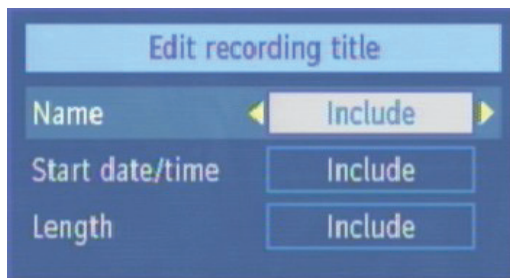 Edit recording title
Name Include
Start date/time Include
Length Include